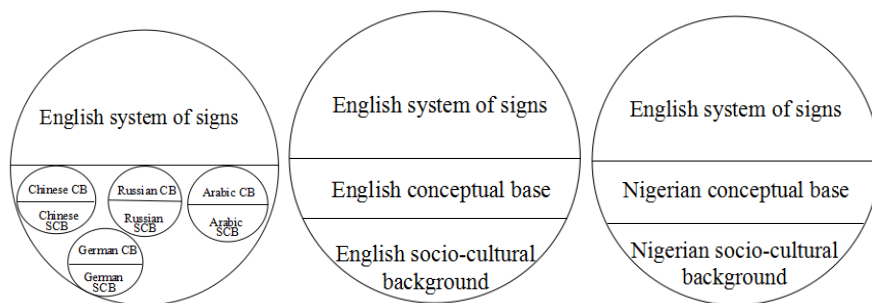 English system of signs
Chinese CB
Chinese
SCB
Russian CB
Russian
SCB
Arabic CB
Arabic
SCB
German CB
German
SCB
English system of signs
English conceptual base
English socio-cultural
background
English system of signs
Nigerian conceptual base
Nigerian socio-cultural
background